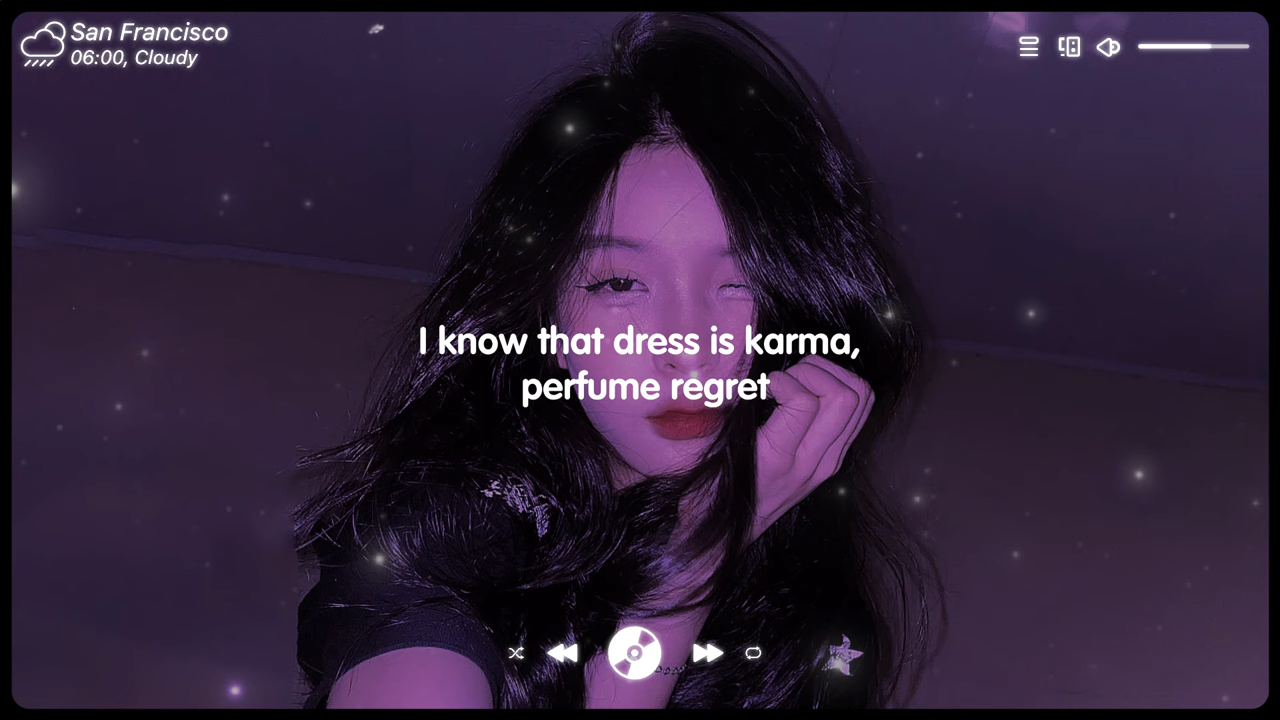 San Francisco
06:00, Cloudy
I know that dress is karma,
perfume regret